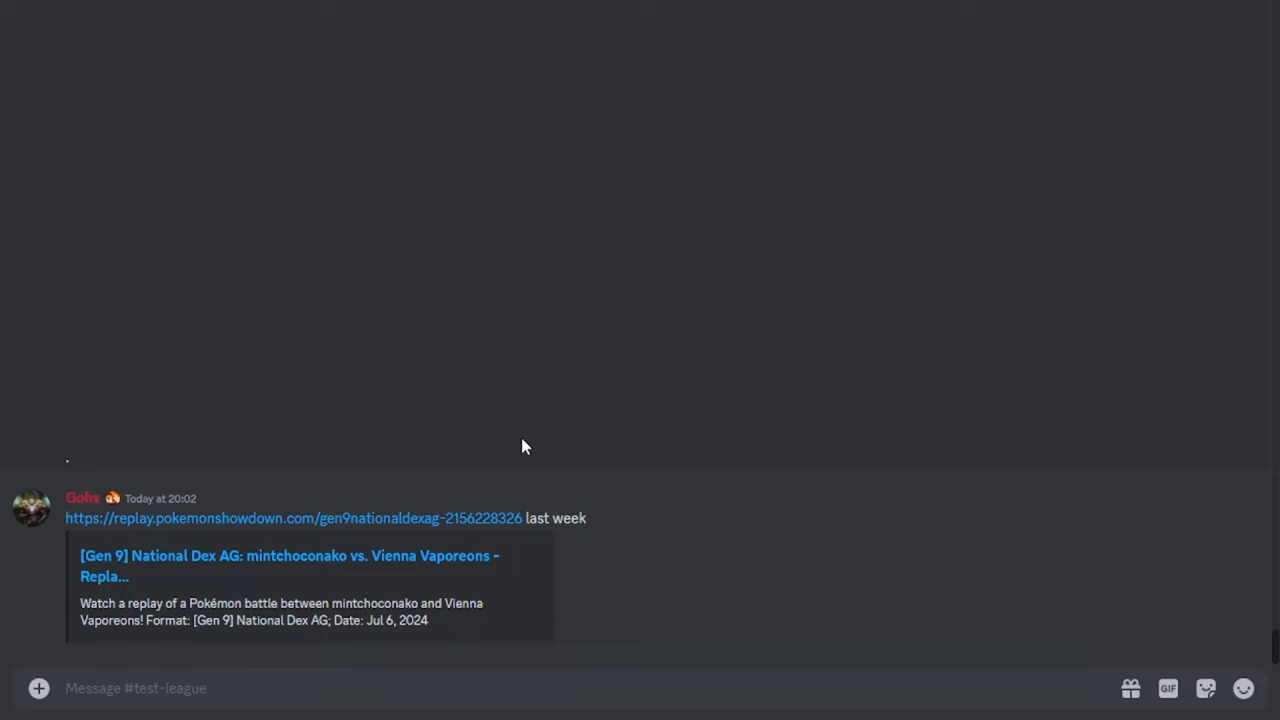 .
Gohs Today at 20:02
https://replay.pokemonshowdown.com/gen9nationaldexag-2156228326 last week
[Gen 9] National Dex AG: mintchoconako vs. Vienna Vaporeons -
Repla...
Watch a replay of a Pokémon battle between mintchoconako and Vienna
Vaporeons! Format: [Gen 9] National Dex AG; Date: Jul 6, 2024
Message #test-league
GIF